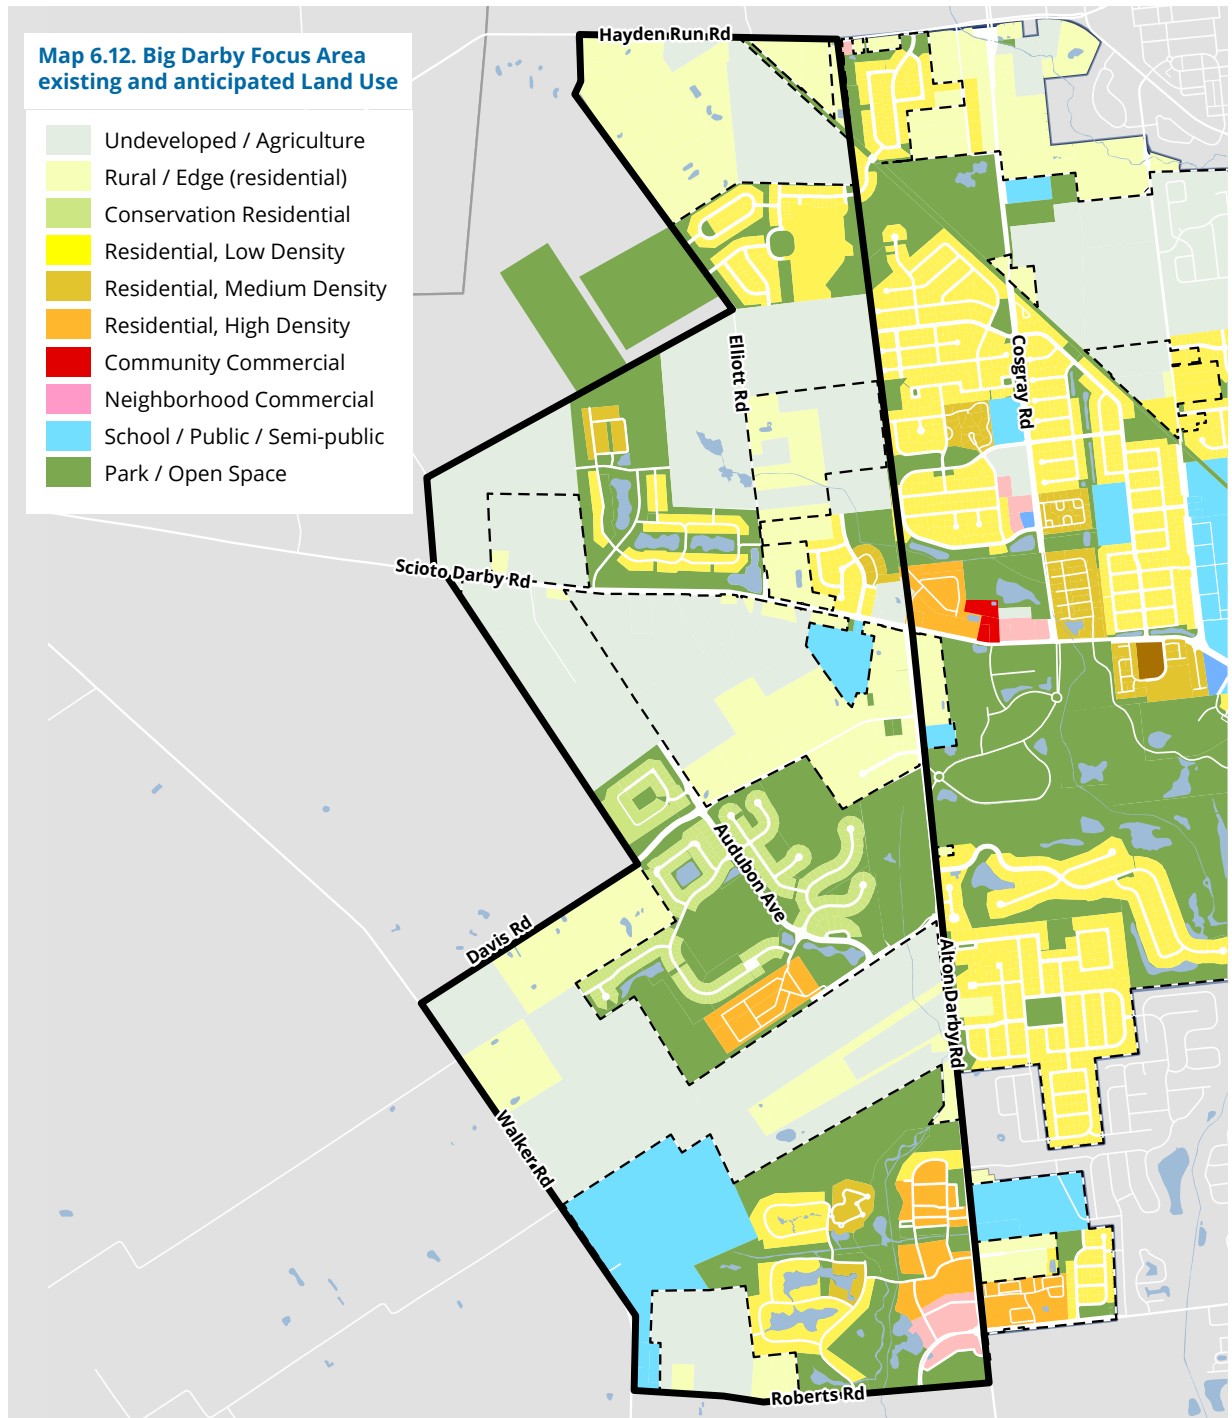 Map 6.12. Big Darby Focus Area
existing and anticipated Land Use
Undeveloped / Agriculture
Rural / Edge (residential)
Conservation Residential
Residential, Low Density
Residential, Medium Density
Residential, High Density
Community Commercial
Neighborhood Commercial
School / Public / Semi-public
Park / Open Space
Hayden Run Rd
Elliott Rd
Cosgray Rd
Scioto Darby Rd
Audubon Ave
Davis Rd
Alton Darby Rd
Walker Rd
Roberts Rd